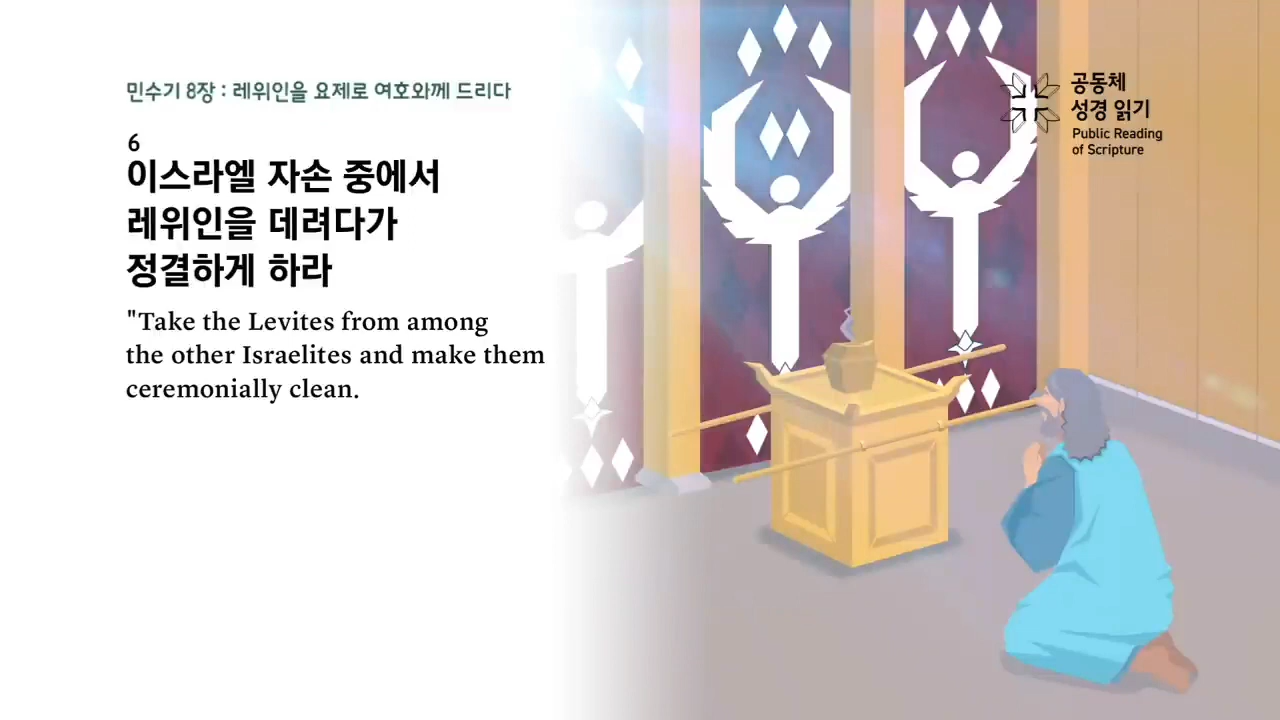 민수기 8장 : 레위인을 요제로 여호와께 드리다
6
이스라엘 자손 중에서
레위인을 데려다가
정결하게 하라
"Take the Levites from among
the other Israelites and make them
ceremonially clean.
공동체
성경 읽기
Public Reading
of Scripture